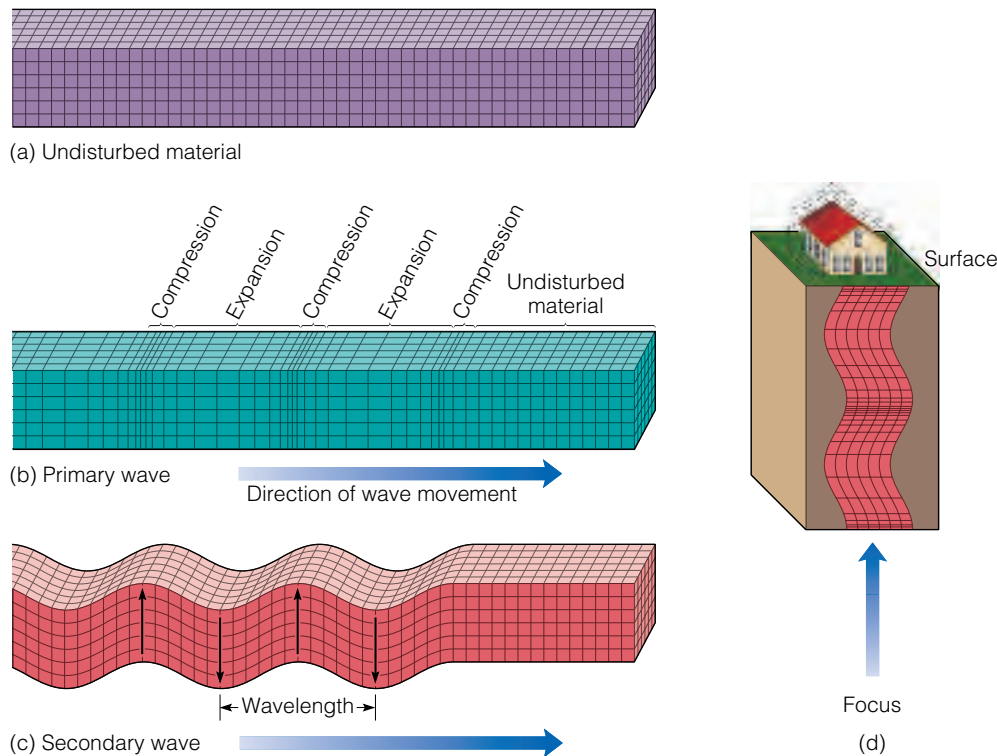 (a) Undisturbed material
Compression
Expansion
Compression
Expansion
Compression
Undisturbed
material
(b) Primary wave
Direction of wave movement
Wavelength
(c) Secondary wave
Surface
Focus
(d)